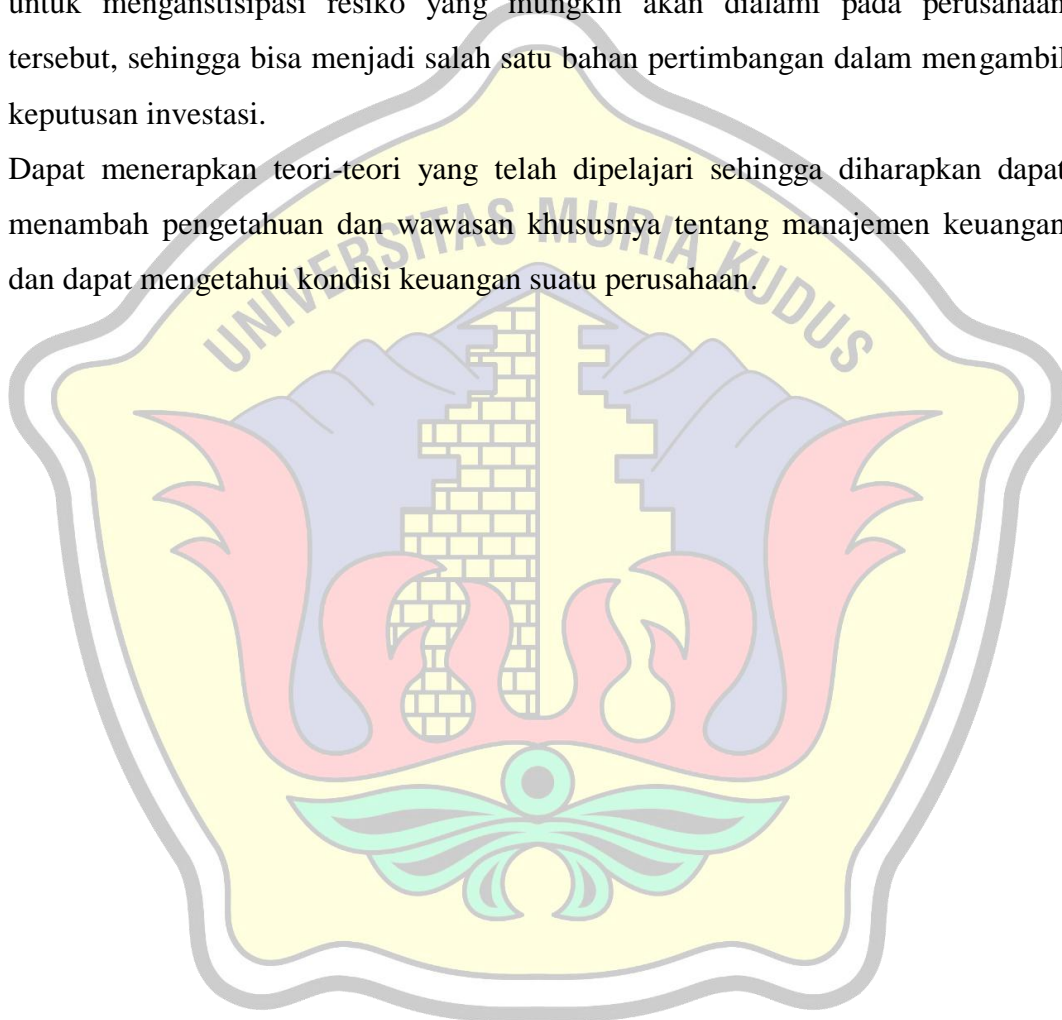 untuk menganstisipasi resiko yang mungkin akan dialami pada perusahaan
tersebut, sehingga bisa menjadi salah satu bahan pertimbangan dalam mengambil
keputusan investasi.
Dapat menerapkan teori-teori yang telah dipelajari sehingga diharapkan dapat
menambah pengetahuan dan wawasan khususnya tentang manajemen keuangan
dan dapat mengetahui kondisi keuangan suatu perusahaan.
UNIVERSITAS MURIA KUDUS